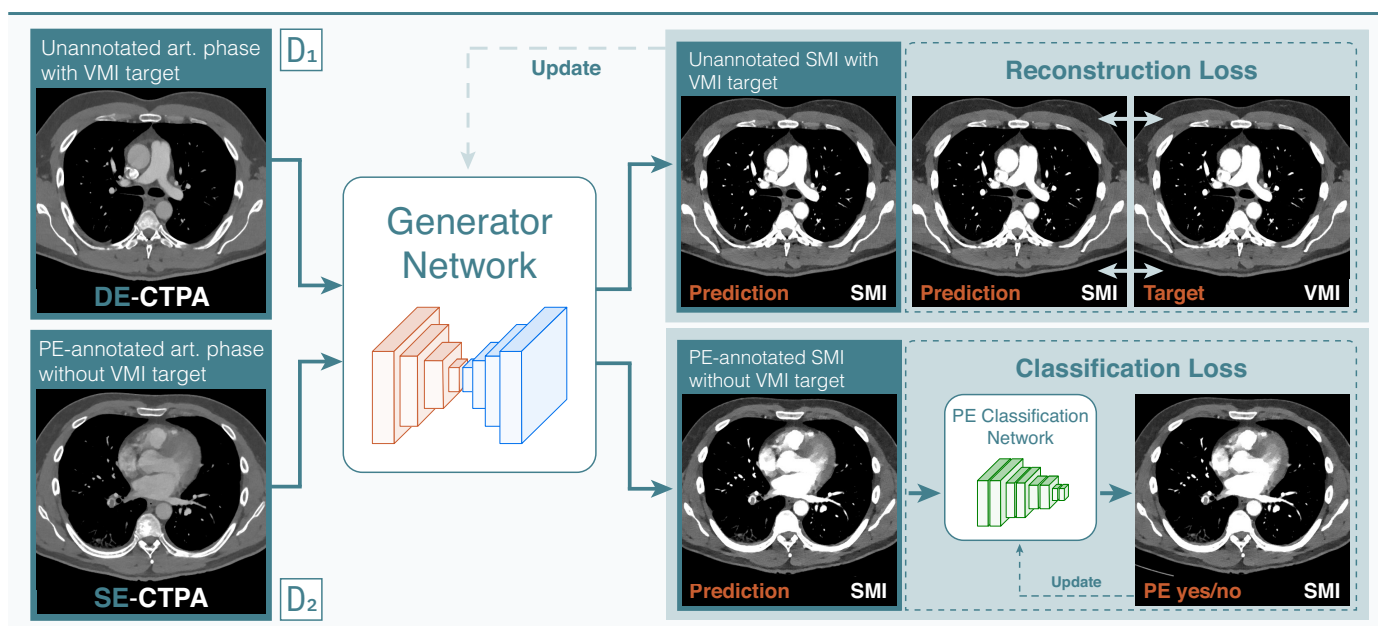 Unannotated art. phase
with VMI target
D₁
DE-CTPA
PE-annotated art. phase
without VMI target
SE-CTPA
D₂
Generator
Network
Update
Unannotated SMI with
VMI target
Prediction SMI
Reconstruction Loss
Prediction SMI
Target VMI
PE-annotated SMI
without VMI target
Prediction SMI
Classification Loss
PE Classification
Network
Update
PE yes/no SMI